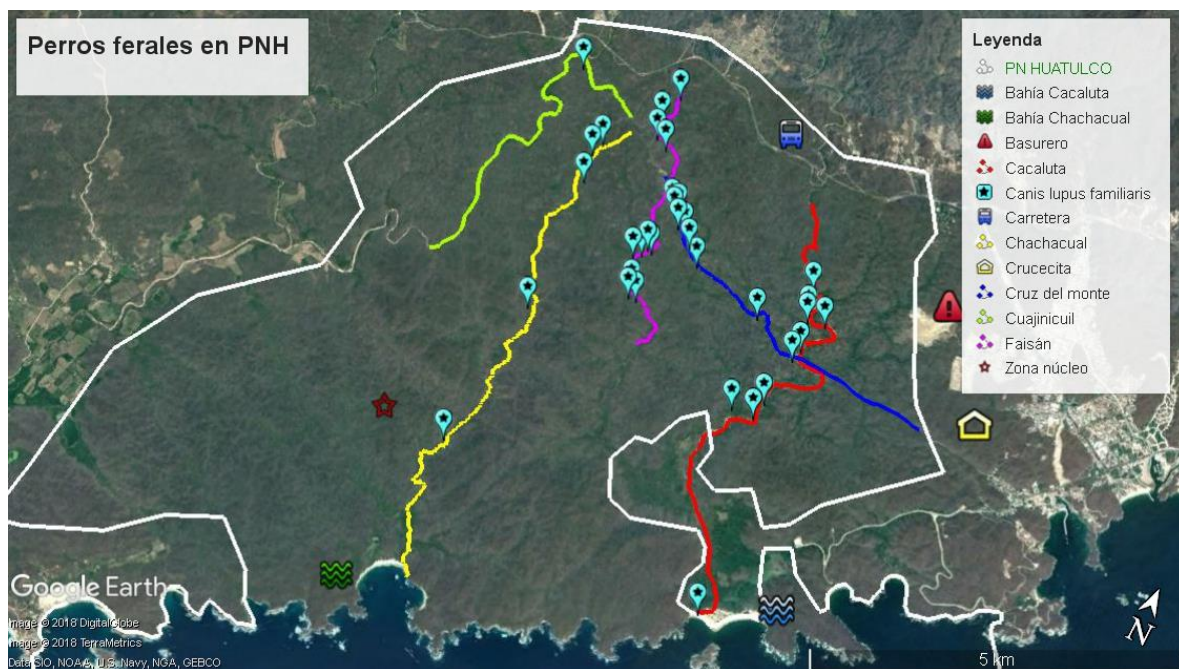 Perros ferales en PNH
Leyenda
PN HUATULCO
Bahía Cacaluta
Bahía Chachacual
Basurero
Cacaluta
Canis lupus familiaris
Carretera
Chachacual
Crucecita
Cruz del monte
Cuajinicuil
Faisán
Zona núcleo
Google Earth
Image © 2018 DigitalGlobe
Image © 2018 TerraMetrics
Data SIO, NOAA, U.S. Navy, NGA, GEBCO
N
5 km